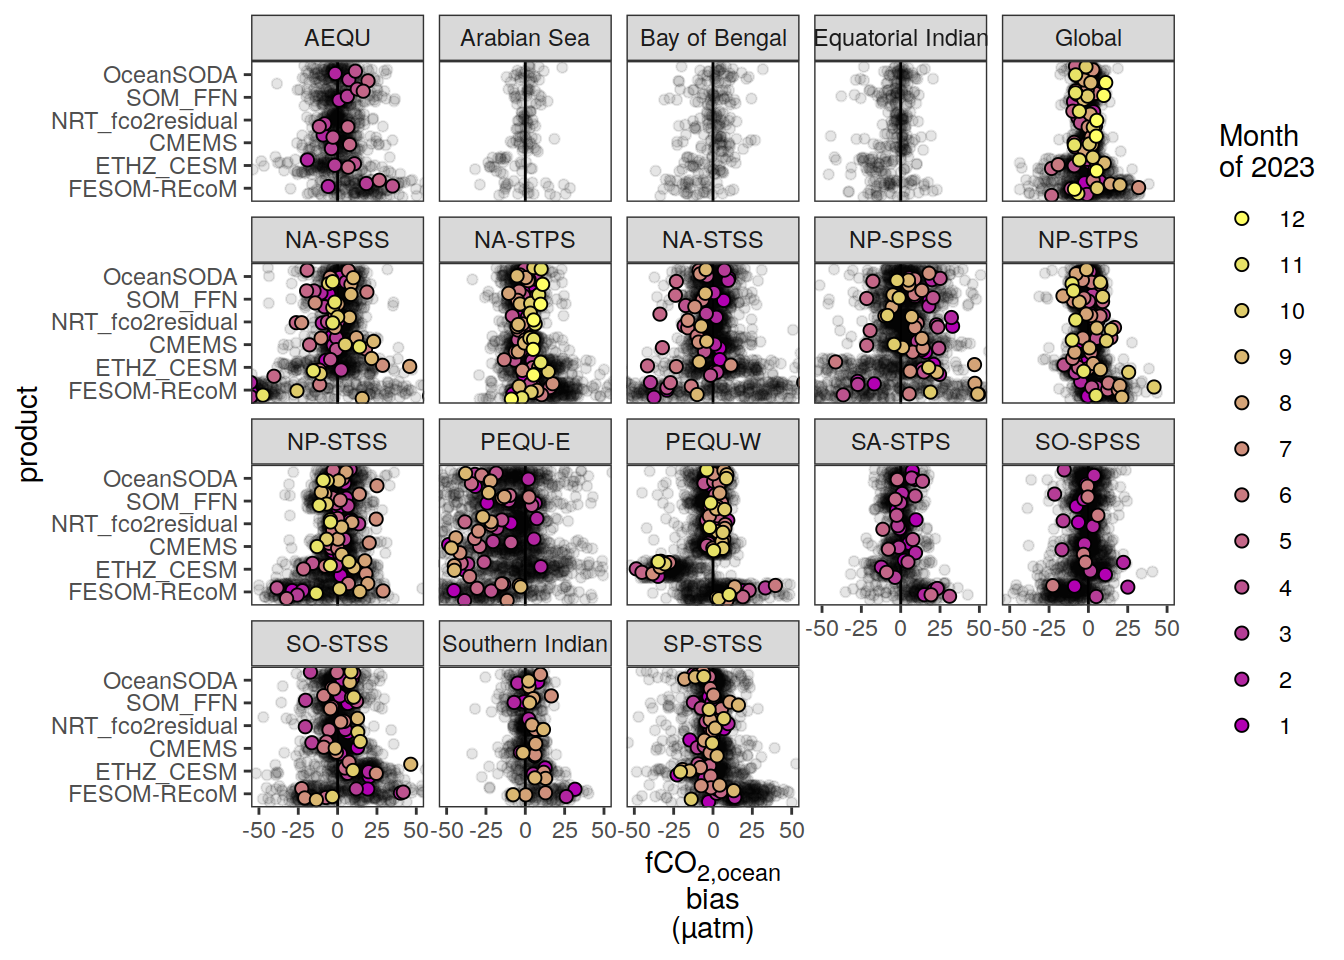 AEQU Arabian Sea Bay of Bengal Equatorial Indian Global
OceanSODA
SOM_FFN
NRT_fco2residual
CMEMS
ETHZ_CESM
FESOM-REcoM
NA-SPSS NA-STPS NA-STSS NP-SPSS NP-STPS
OceanSODA
SOM_FFN
NRT_fco2residual
CMEMS
ETHZ_CESM
FESOM-REcoM
NP-STSS PEQU-E PEQU-W SA-STPS SO-SPSS
OceanSODA
SOM_FFN
NRT_fco2residual
CMEMS
ETHZ_CESM
FESOM-REcoM
-50 -25 0 25 50 -50 -25 0 25 50
SO-STSS Southern Indian SP-STSS
OceanSODA
SOM_FFN
NRT_fco2residual
CMEMS
ETHZ_CESM
FESOM-REcoM
-50 -25 0 25 50 -50 -25 0 25 50 -50 -25 0 25 50
fCO2,ocean
bias
(µatm)
product
Month
of 2023
12
11
10
9
8
7
6
5
4
3
2
1